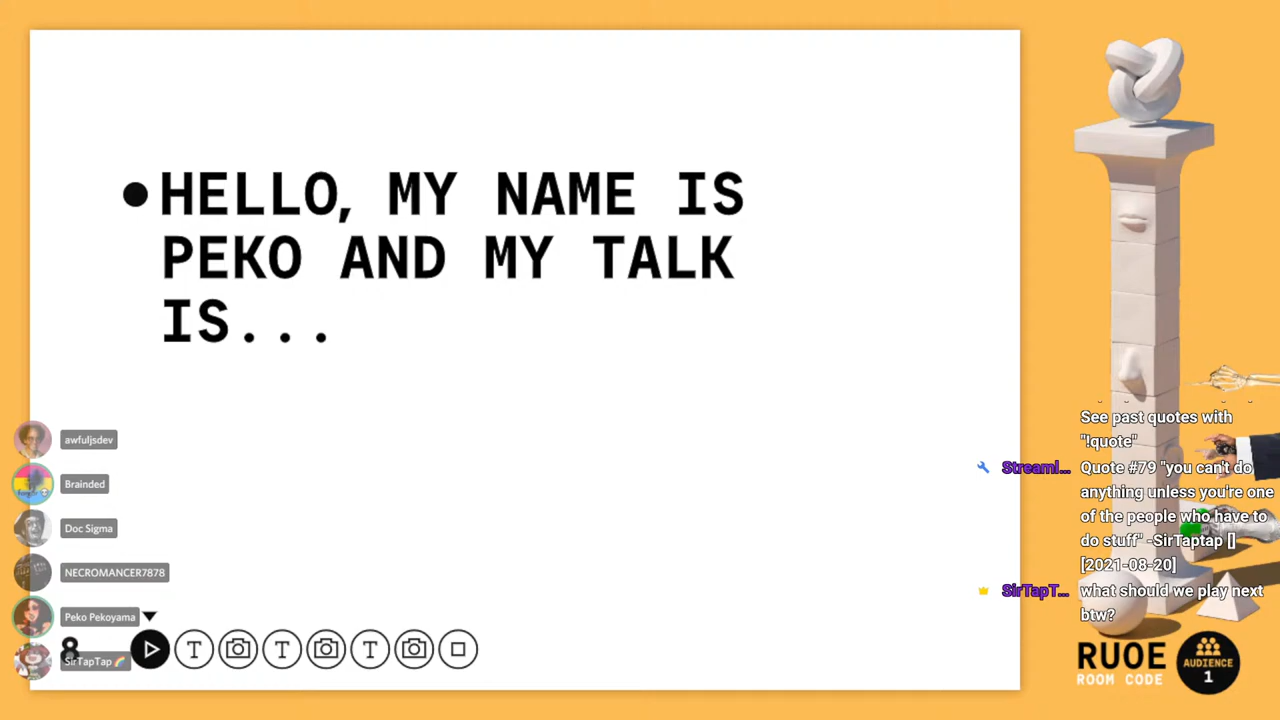 HELLO, MY NAME IS
PEKO AND MY TALK
IS...
awfuljsdev
Brainded
Doc Sigma
NECROMANCER7878
Peko Pekoyama
8
SirTapTap
T
T
T
See past quotes with
"!quote"
Streaml... Quote #79 "you can't do
anything unless you're one
of the people who have to
do stuff" -SirTaptap []
[2021-08-20]
SirTapT... what should we play next
btw?
RUOE
ROOM CODE
AUDIENCE
1